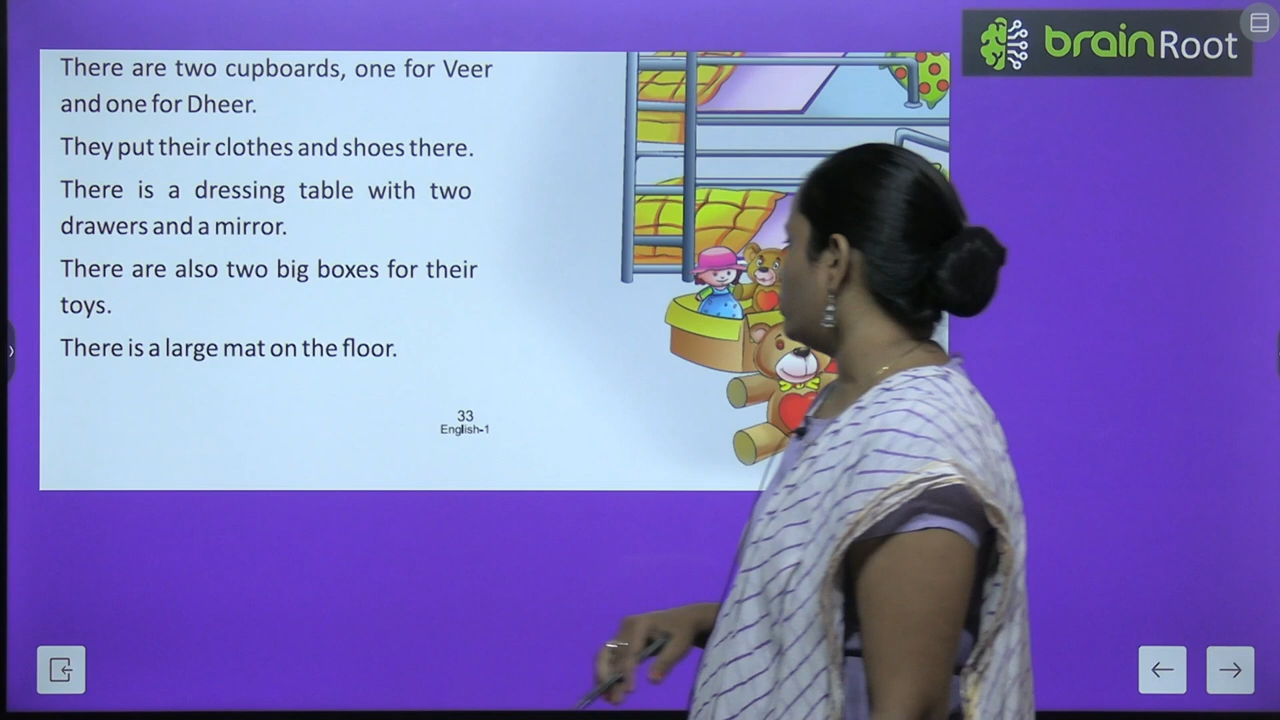 brainRoot
There are two cupboards, one for Veer
and one for Dheer.
They put their clothes and shoes there.
There is a dressing table with two
drawers and a mirror.
There are also two big boxes for their
toys.
There is a large mat on the floor.
33
English-1